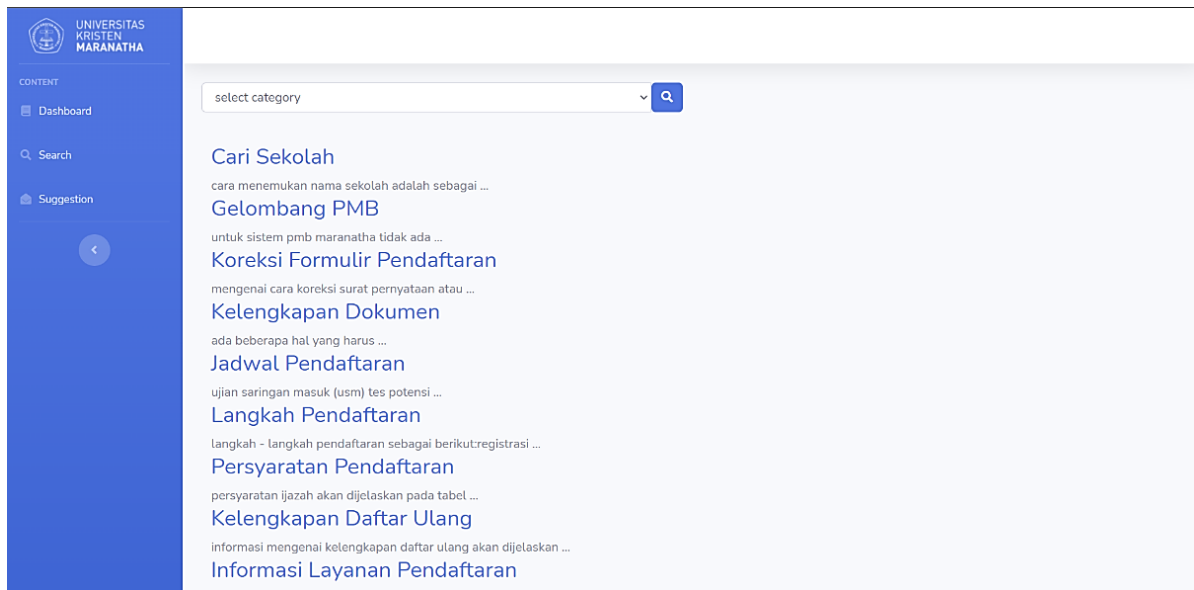 UNIVERSITAS
KRISTEN
MARANATHA
CONTENT
Dashboard
Search
Suggestion
select category
Cari Sekolah
cara menemukan nama sekolah adalah sebagai ...
Gelombang PMB
untuk sistem pmb maranatha tidak ada ...
Koreksi Formulir Pendaftaran
mengenai cara koreksi surat pernyataan atau ...
Kelengkapan Dokumen
ada beberapa hal yang harus ...
Jadwal Pendaftaran
ujian saringan masuk (usm) tes potensi ...
Langkah Pendaftaran
langkah - langkah pendaftaran sebagai berikut:registrasi ...
Persyaratan Pendaftaran
persyaratan ijazah akan dijelaskan pada tabel ...
Kelengkapan Daftar Ulang
informasi mengenai kelengkapan daftar ulang akan dijelaskan ...
Informasi Layanan Pendaftaran